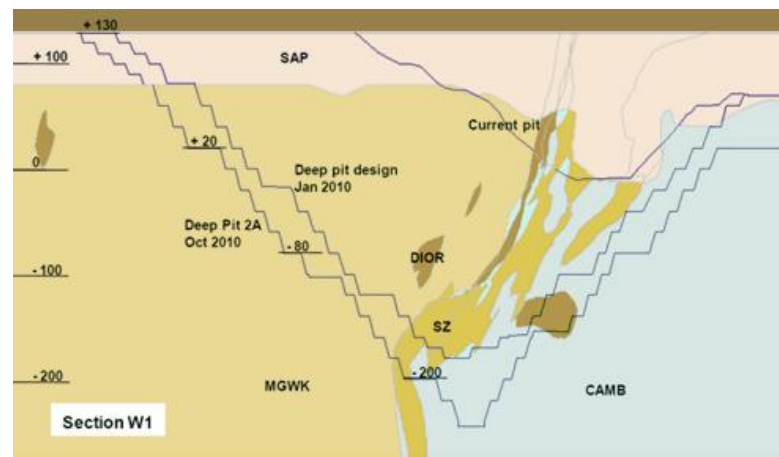 + 130
+ 100
SAP
Current pit
+ 20
0
Deep pit design
Jan 2010
Deep Pit 2A
Oct 2010
- 80
DIOR
- 100
SZ
- 200
- 200
MGWK
CAMB
Section W1